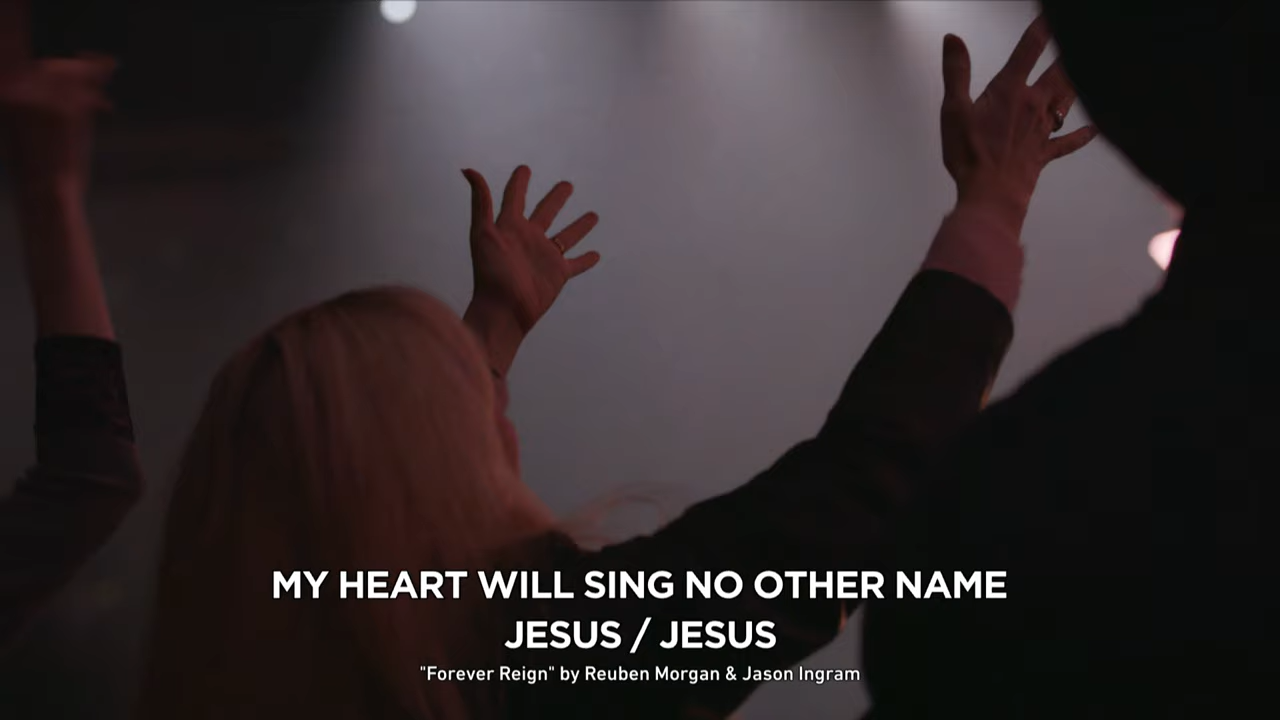 MY HEART WILL SING NO OTHER NAME
JESUS / JESUS
"Forever Reign" by Reuben Morgan & Jason Ingram